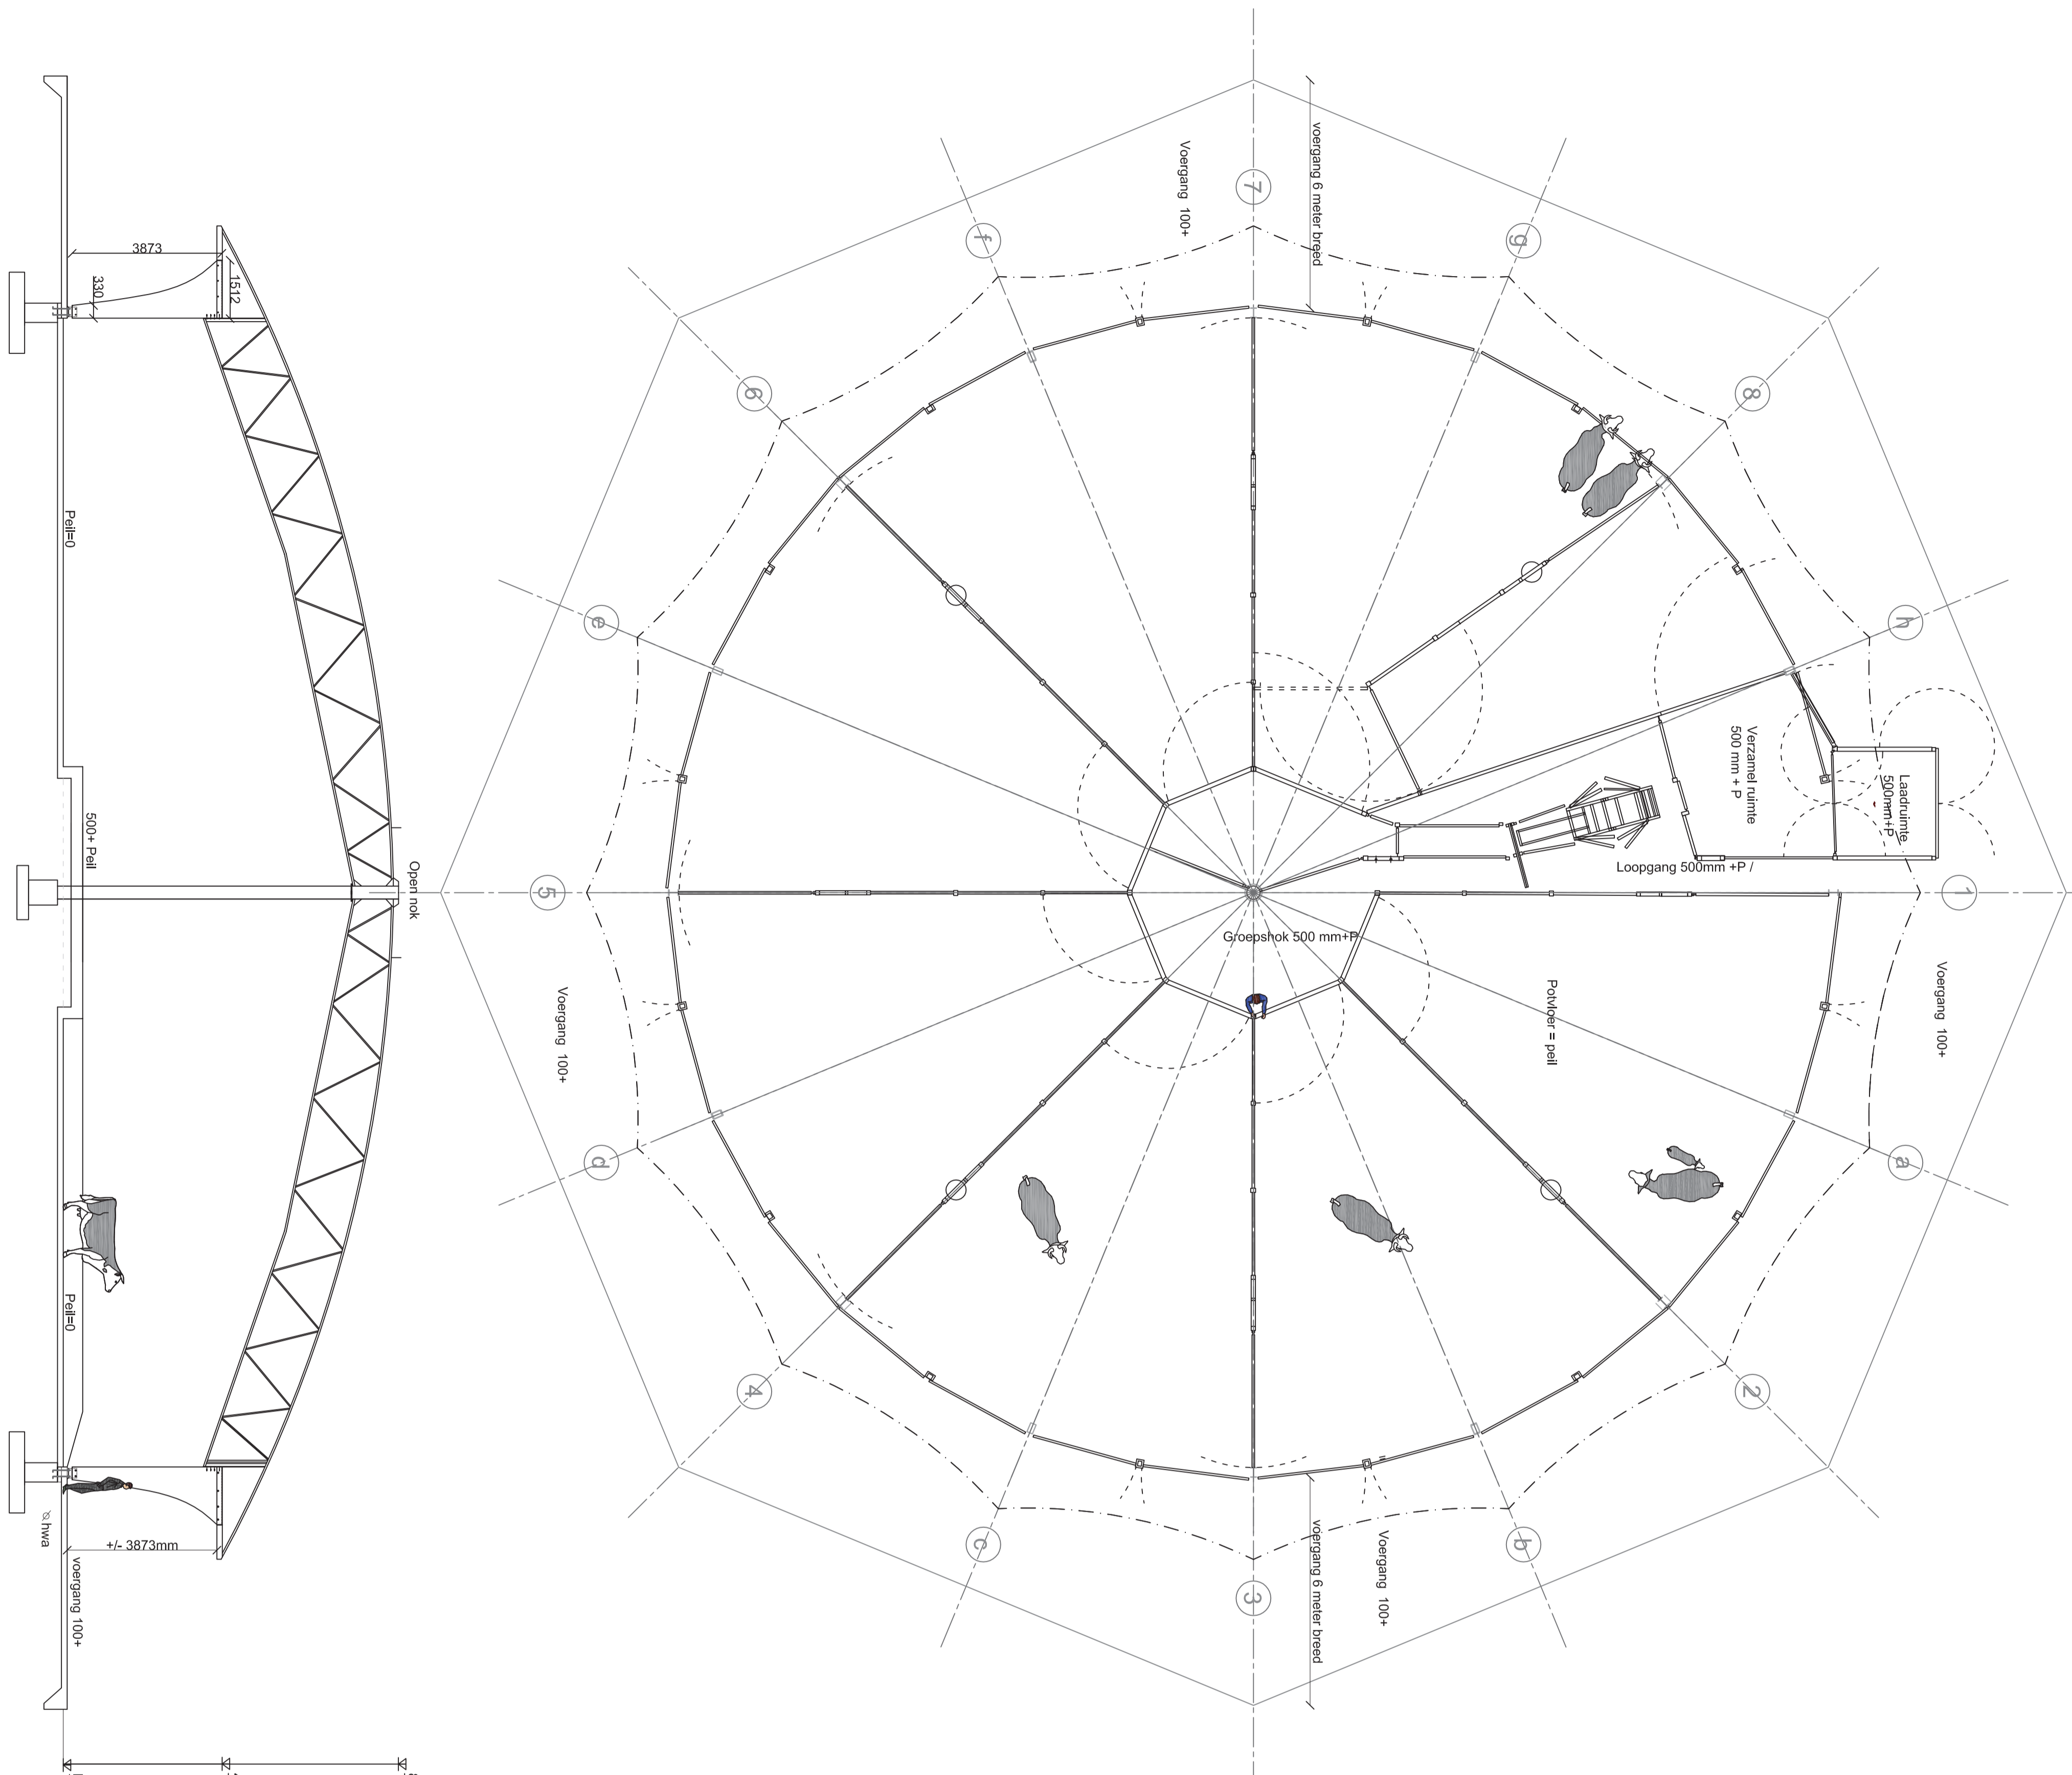 3873
330
1512
Peil=0
500+ Peil
Open nok
Peil=0
+/- 3873mm
⌀ hwa
voergang 100+
Voergang 100+
voergang 6 meter breed
7
f
g
6
8
e
h
Verzamel ruimte
500 mm + P
Laadruimte
500mm+P
Loopgang 500mm +P /
5
1
Groepshok 500 mm+P
Potvloer = peil
Voergang 100+
Voergang 100+
d
a
4
2
c
b
3
Voergang 100+
voergang 6 meter breed